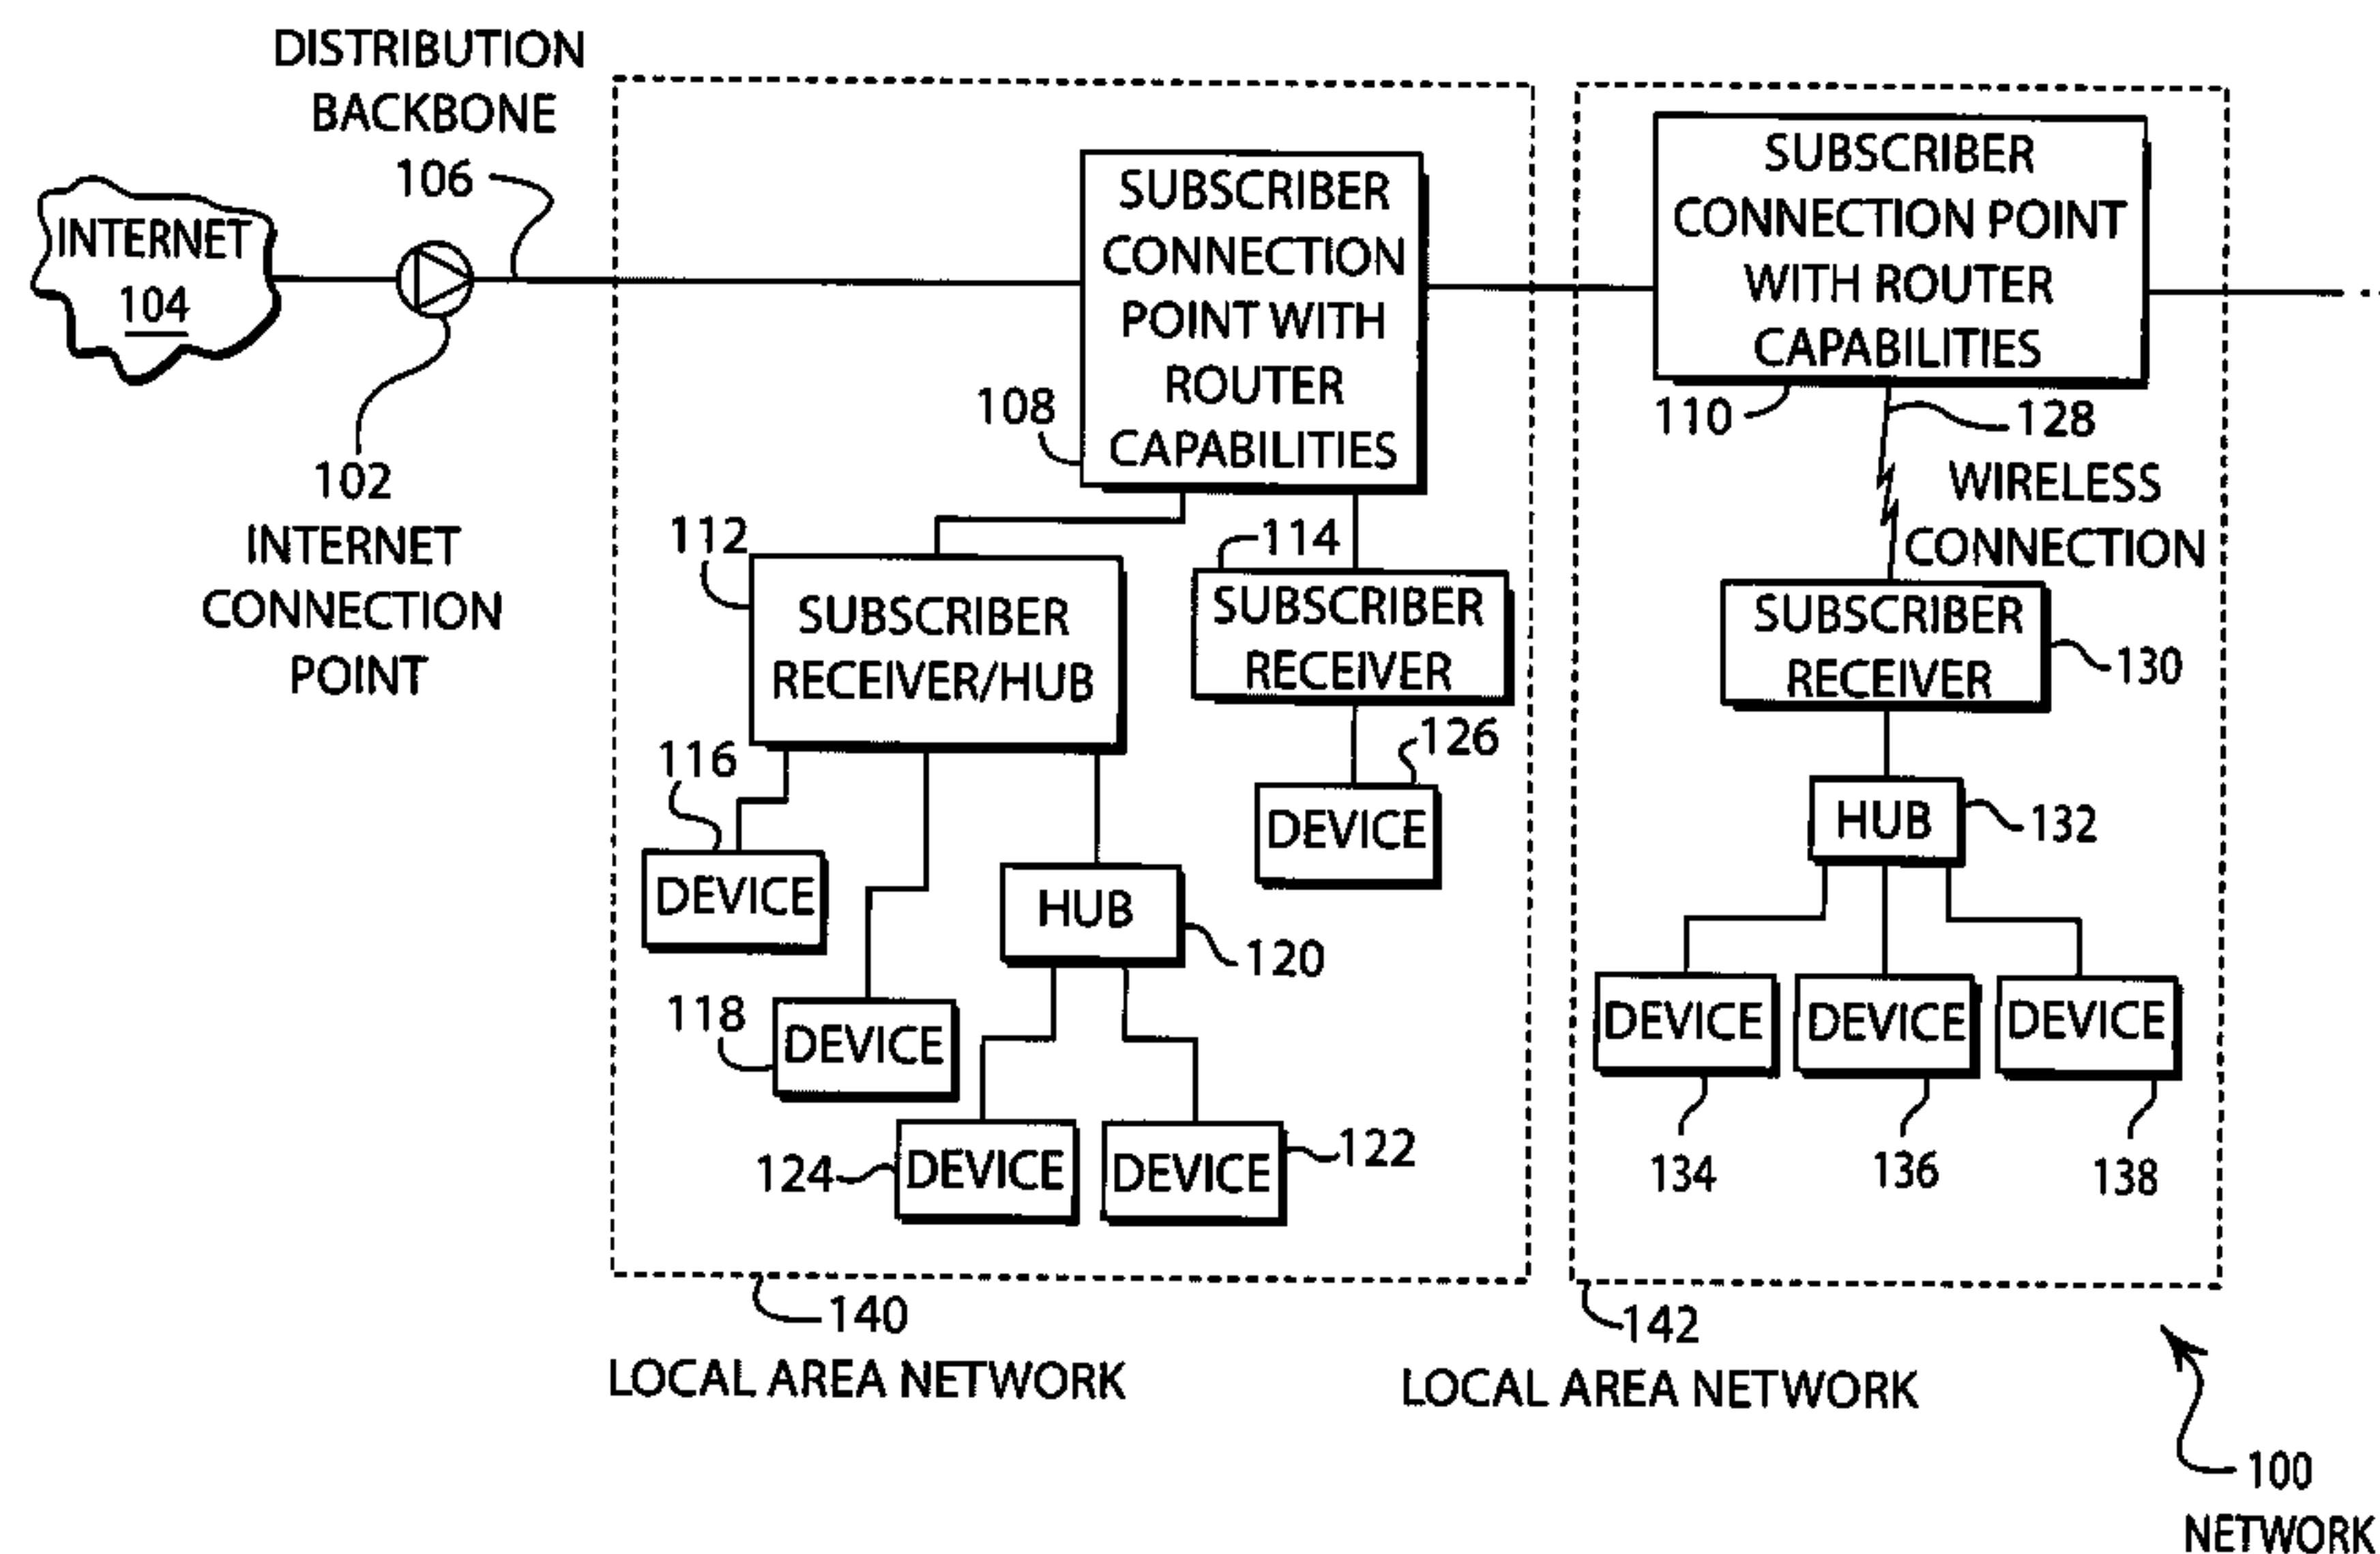 DISTRIBUTION
BACKBONE
106
INTERNET
104
102
INTERNET
CONNECTION
POINT
SUBSCRIBER
CONNECTION
POINT WITH
ROUTER
CAPABILITIES
108
SUBSCRIBER
CONNECTION POINT
WITH ROUTER
CAPABILITIES
110
128
WIRELESS
CONNECTION
112
SUBSCRIBER
RECEIVER/HUB
114
SUBSCRIBER
RECEIVER
SUBSCRIBER
RECEIVER
130
116
DEVICE
126
DEVICE
HUB
132
HUB
120
118
DEVICE
124
DEVICE
DEVICE
122
DEVICE
DEVICE
DEVICE
134
136
138
140
LOCAL AREA NETWORK
142
LOCAL AREA NETWORK
100
NETWORK